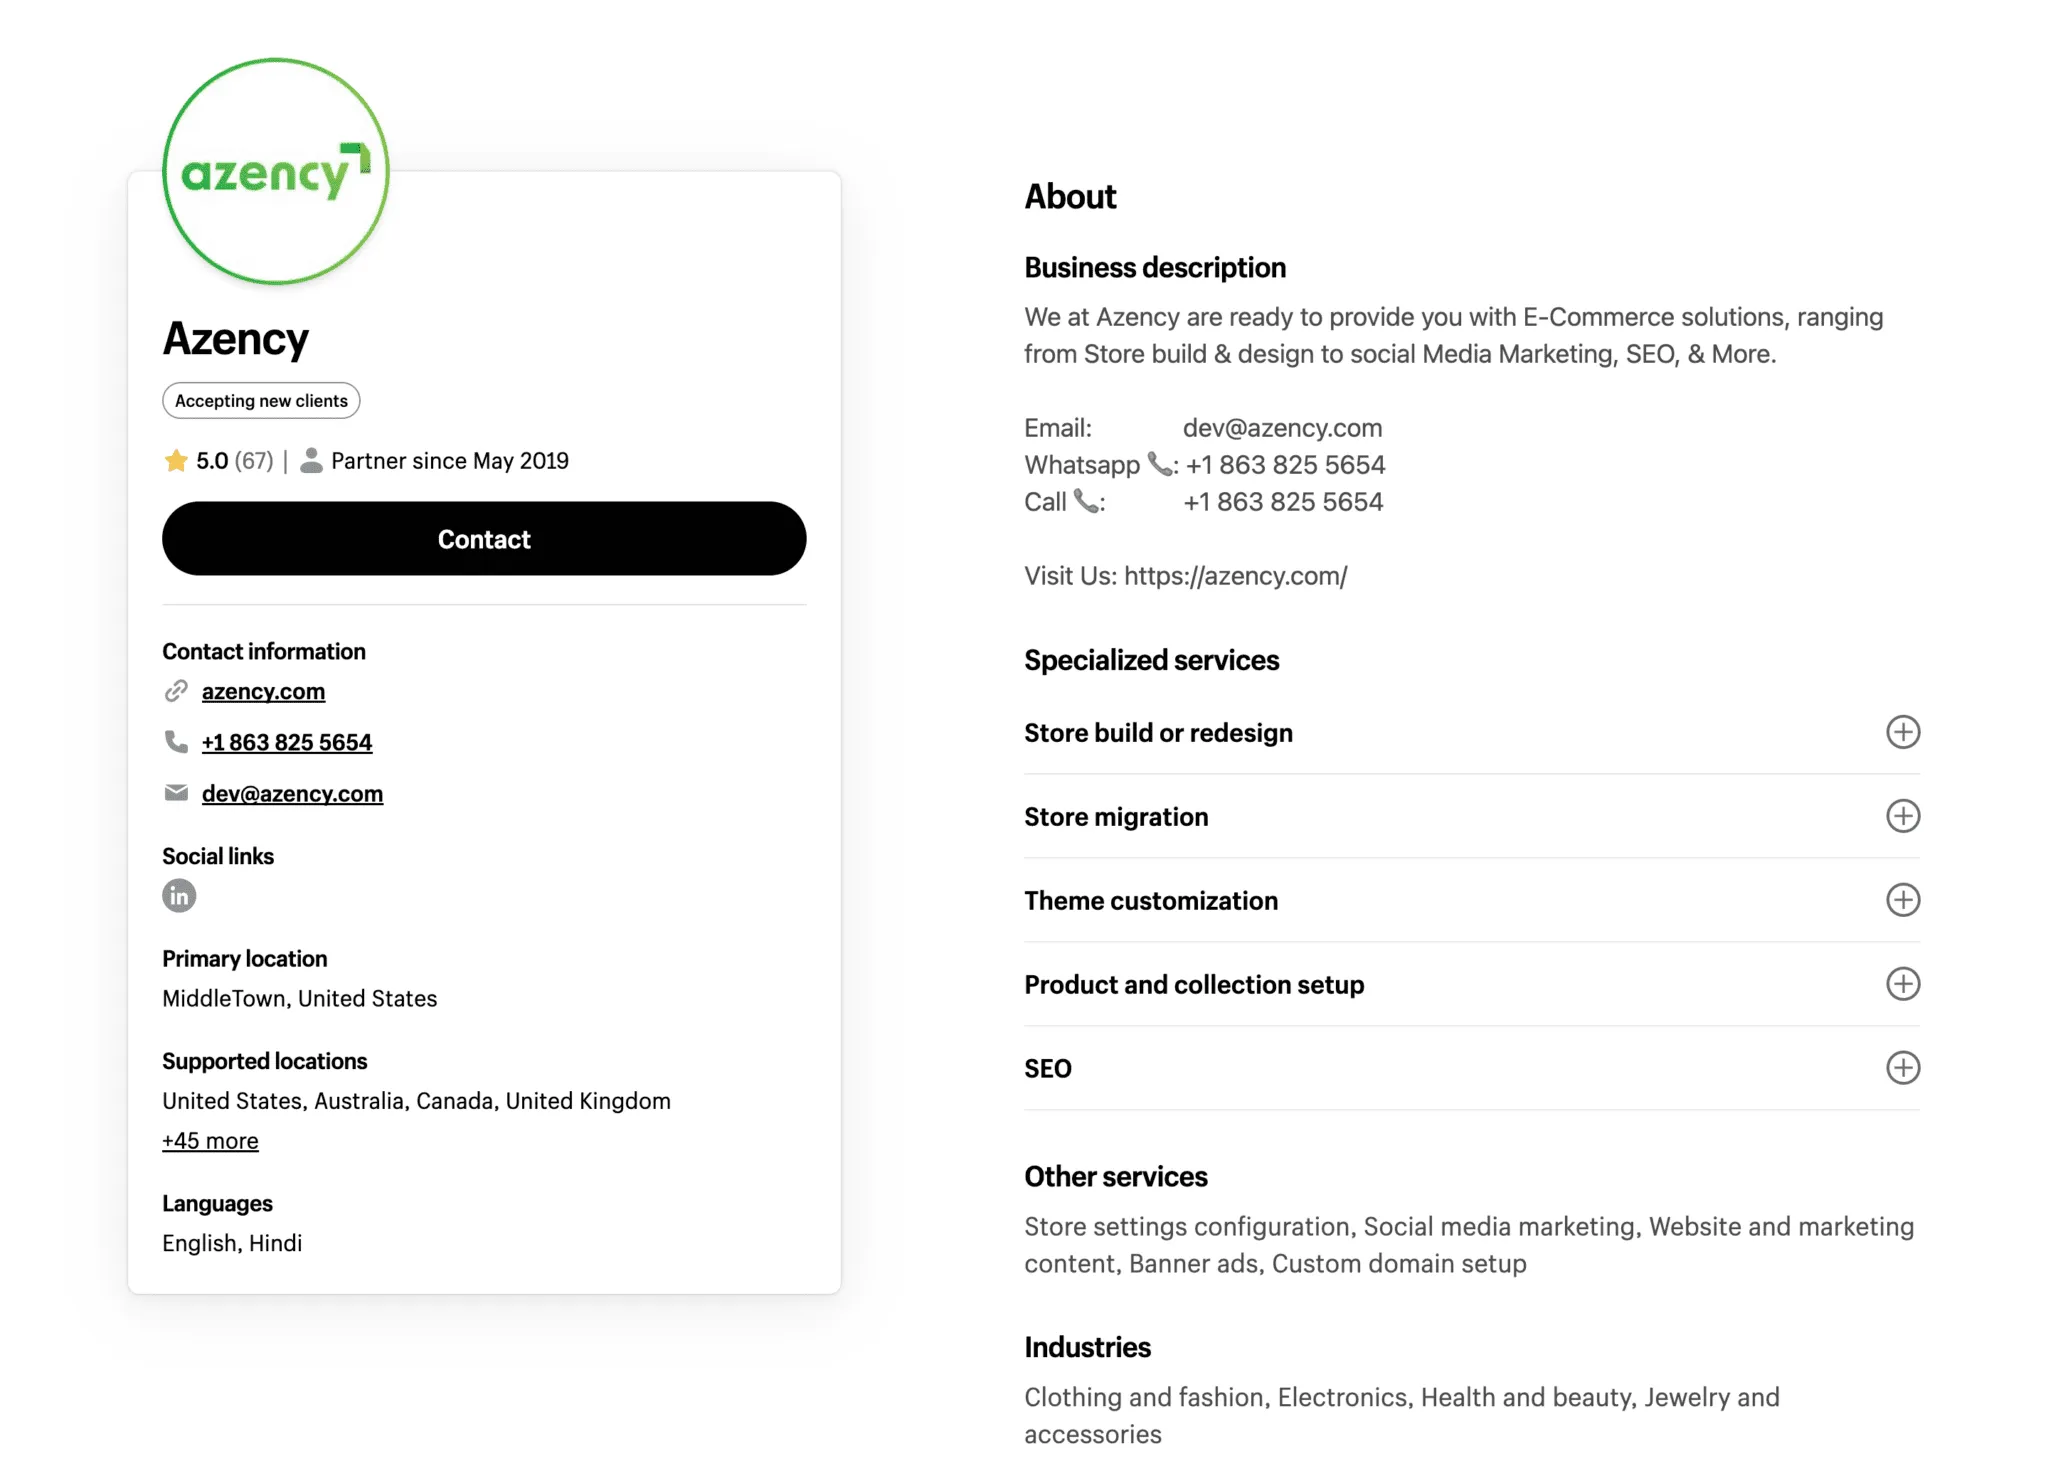 azency
Azency
Accepting new clients
5.0 (67) | Partner since May 2019
Contact
Contact information
azency.com
+1 863 825 5654
dev@azency.com
Social links
in
Primary location
MiddleTown, United States
Supported locations
United States, Australia, Canada, United Kingdom
+45 more
Languages
English, Hindi
About
Business description
We at Azency are ready to provide you with E-Commerce solutions, ranging
from Store build & design to social Media Marketing, SEO, & More.
Email: dev@azency.com
Whatsapp 📞: +1 863 825 5654
Call 📞: +1 863 825 5654
Visit Us: https://azency.com/
Specialized services
Store build or redesign
Store migration
Theme customization
Product and collection setup
SEO
Other services
Store settings configuration, Social media marketing, Website and marketing
content, Banner ads, Custom domain setup
Industries
Clothing and fashion, Electronics, Health and beauty, Jewelry and
accessories